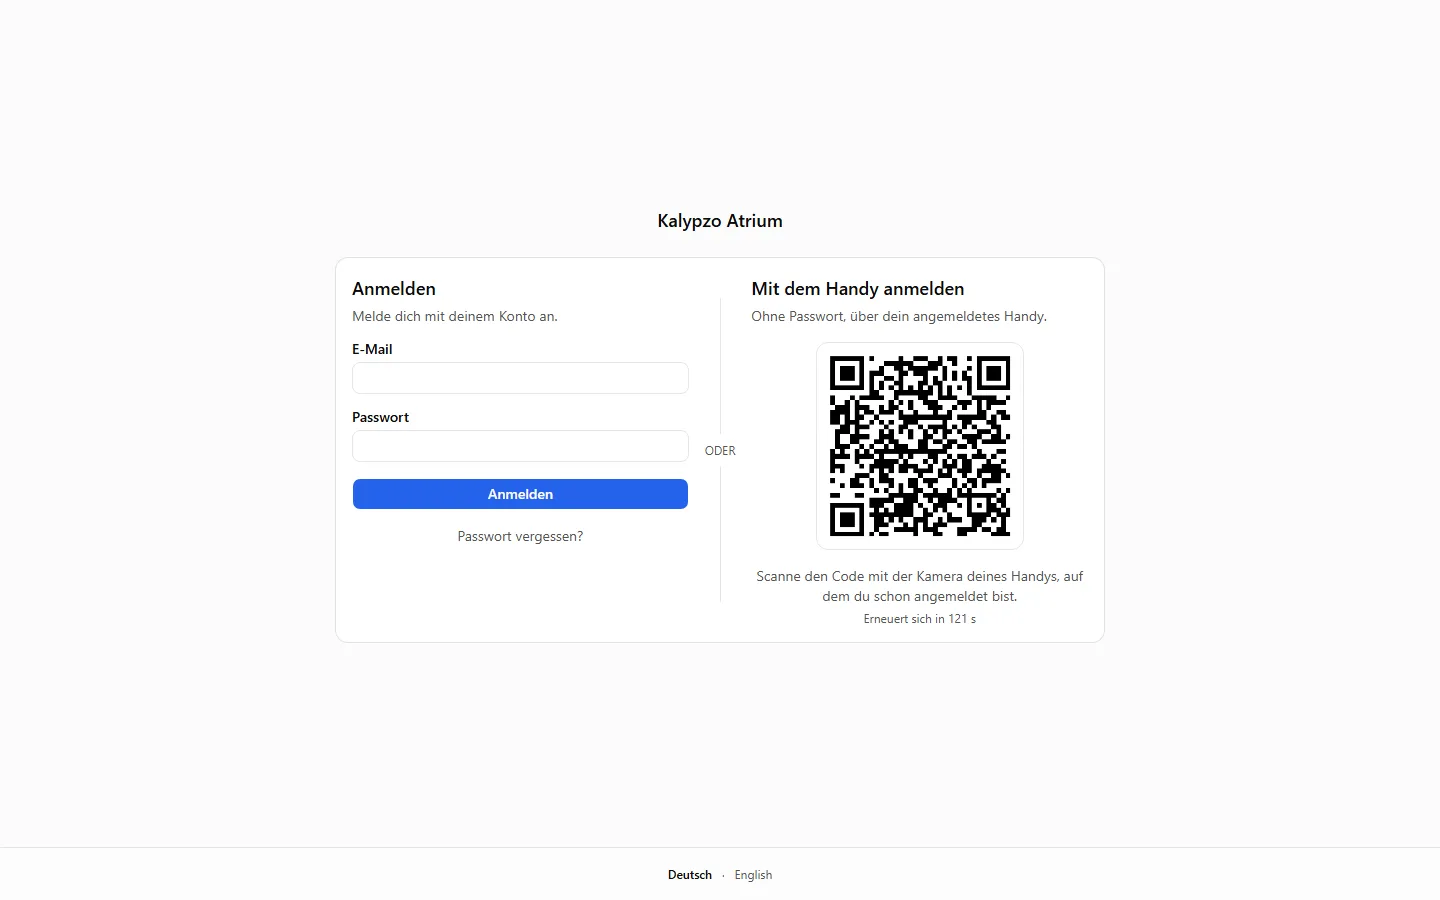 Kalypzo Atrium
Anmelden
Melde dich mit deinem Konto an.
E-Mail
Passwort
Anmelden
Passwort vergessen?
ODER
Mit dem Handy anmelden
Ohne Passwort, über dein angemeldetes Handy.
Scanne den Code mit der Kamera deines Handys, auf
dem du schon angemeldet bist.
Erneuert sich in 121 s
Deutsch · English